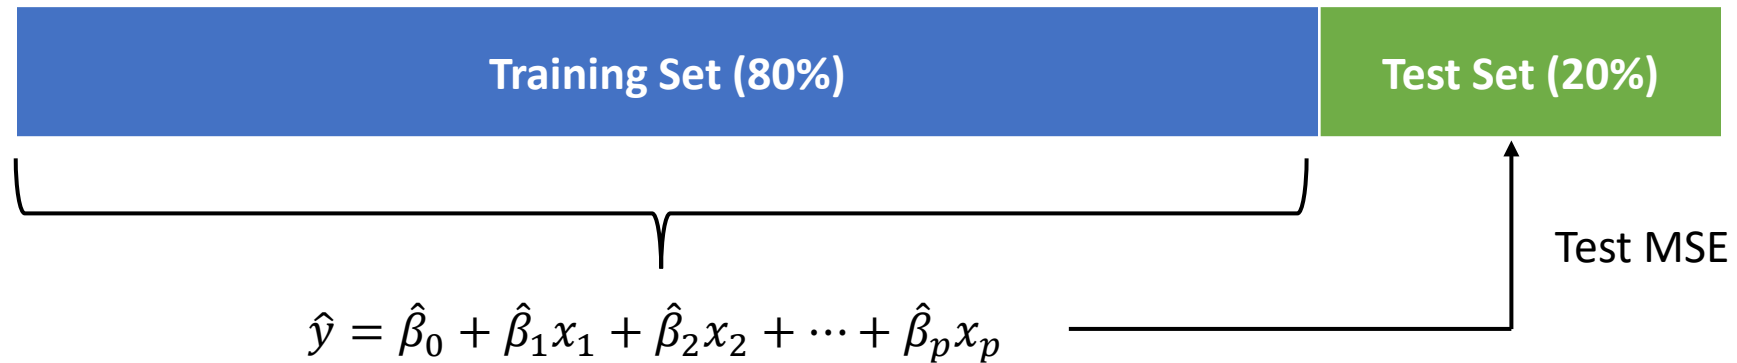 Training Set (80%)
Test Set (20%)
Test MSE
ŷ = β̂₀ + β̂₁x₁ + β̂₂x₂ + ⋯ + β̂ₚxₚ